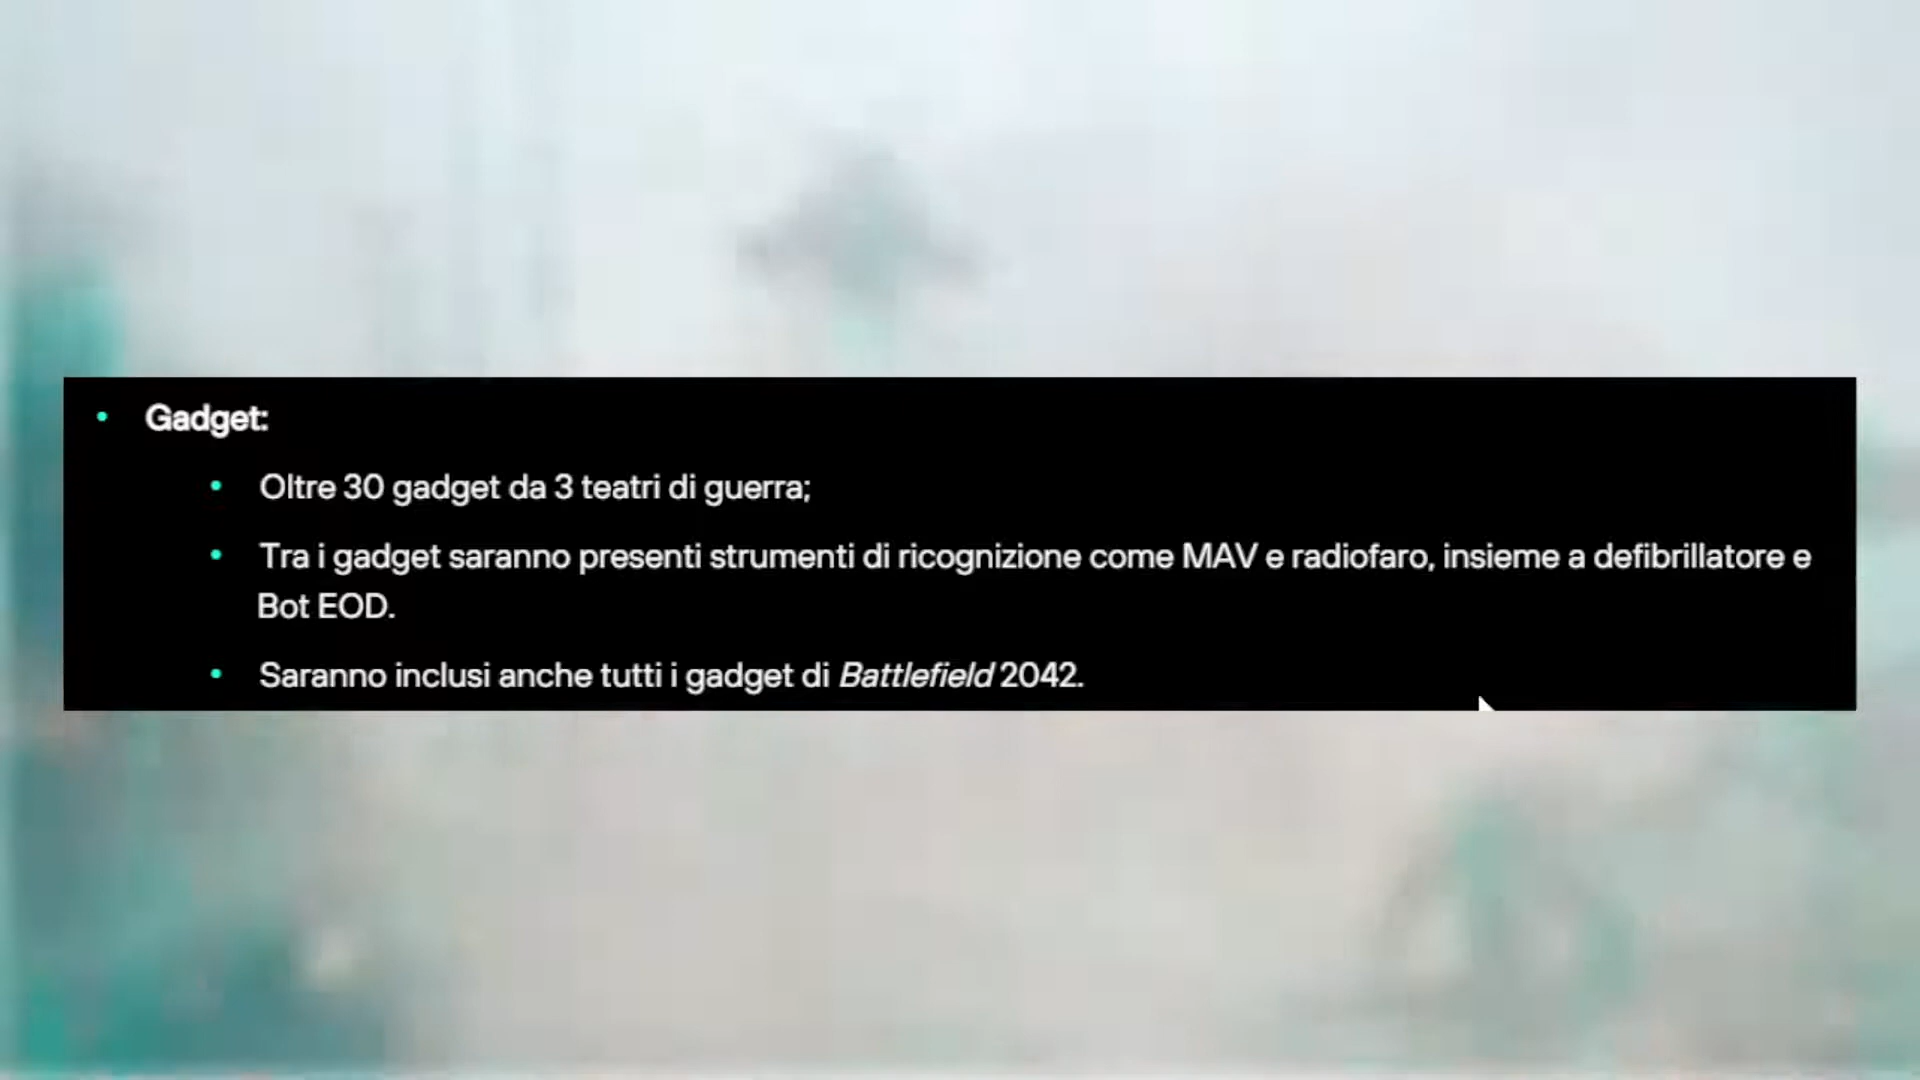 Gadget:
Oltre 30 gadget da 3 teatri di guerra;
Tra i gadget saranno presenti strumenti di ricognizione come MAV e radiofaro, insieme a defibrillatore e
Bot EOD.
Saranno inclusi anche tutti i gadget di Battlefield 2042.